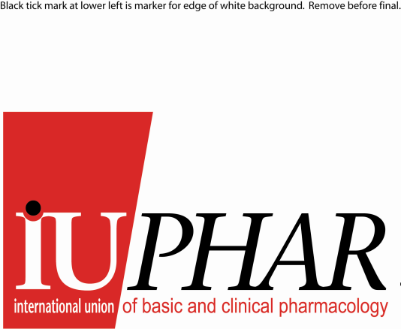 Black tick mark at lower left is marker for edge of white background. Remove before final.
iUPHAR
international union of basic and clinical pharmacology